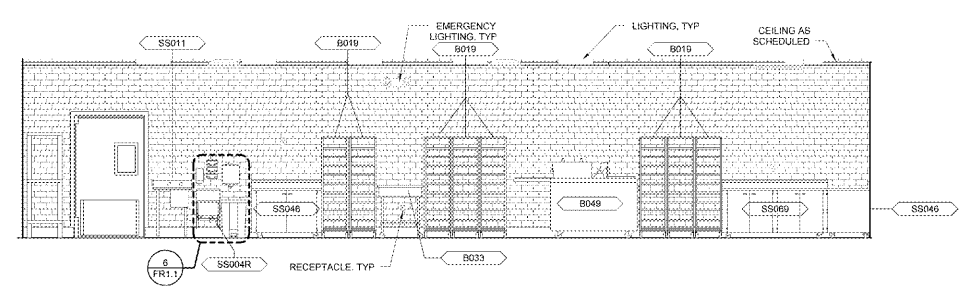 EMERGENCY
LIGHTING, TYP
LIGHTING, TYP
CEILING AS
SCHEDULED
SS011
B019
B019
B019
SS046
B049
SS069
SS046
6
FR1.1
SS004R
RECEPTACLE, TYP
B033